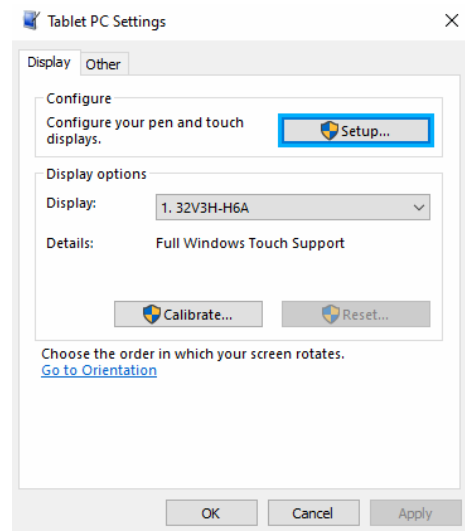 Tablet PC Settings
Display
Other
Configure
Configure your pen and touch
displays.
Setup...
Display options
Display:
1. 32V3H-H6A
Details:
Full Windows Touch Support
Calibrate...
Reset...
Choose the order in which your screen rotates.
Go to Orientation
OK
Cancel
Apply